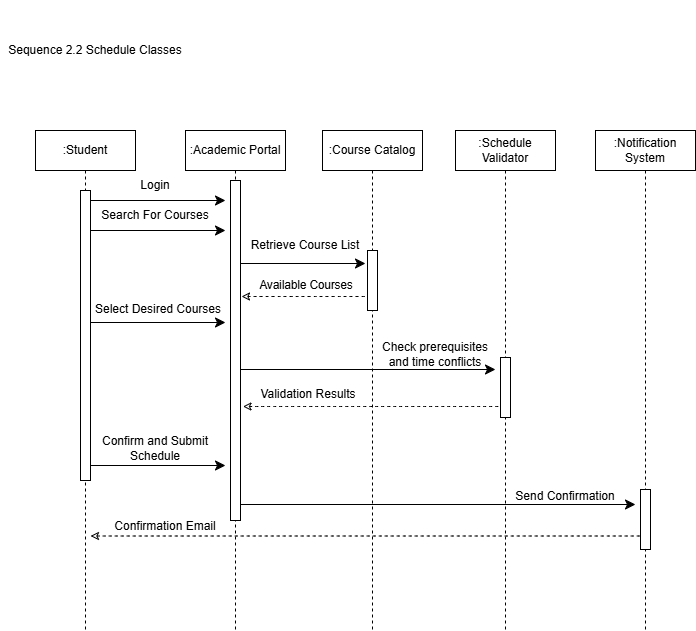 Sequence 2.2 Schedule Classes
:Student
:Academic Portal
:Course Catalog
:Schedule
Validator
:Notification
System
Login
Search For Courses
Retrieve Course List
Available Courses
Select Desired Courses
Check prerequisites
and time conflicts
Validation Results
Confirm and Submit
Schedule
Send Confirmation
Confirmation Email